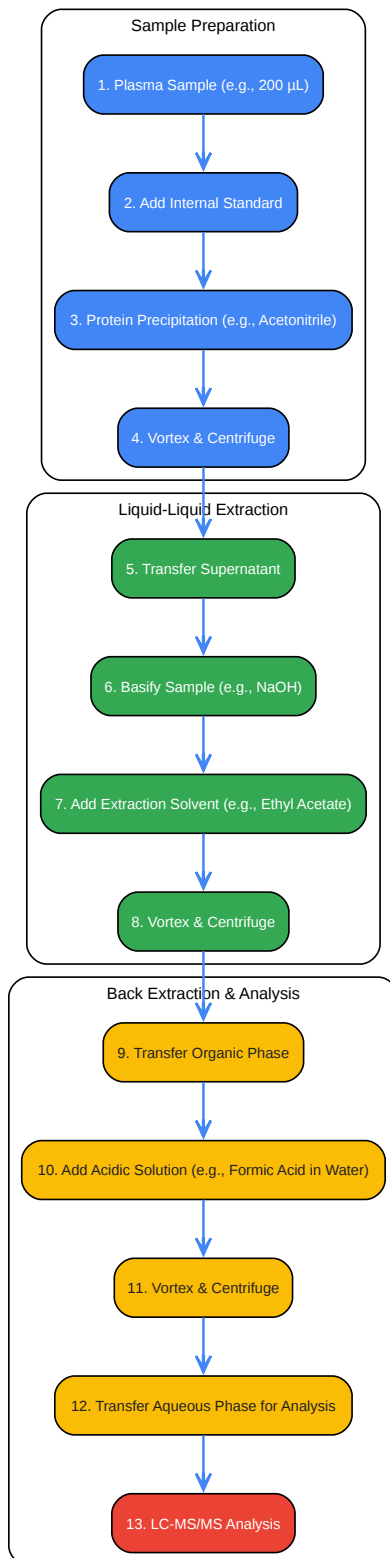 Sample Preparation
1. Plasma Sample (e.g., 200 µL)
2. Add Internal Standard
3. Protein Precipitation (e.g., Acetonitrile)
4. Vortex & Centrifuge
Liquid-Liquid Extraction
5. Transfer Supernatant
6. Basify Sample (e.g., NaOH)
7. Add Extraction Solvent (e.g., Ethyl Acetate)
8. Vortex & Centrifuge
Back Extraction & Analysis
9. Transfer Organic Phase
10. Add Acidic Solution (e.g., Formic Acid in Water)
11. Vortex & Centrifuge
12. Transfer Aqueous Phase for Analysis
13. LC-MS/MS Analysis